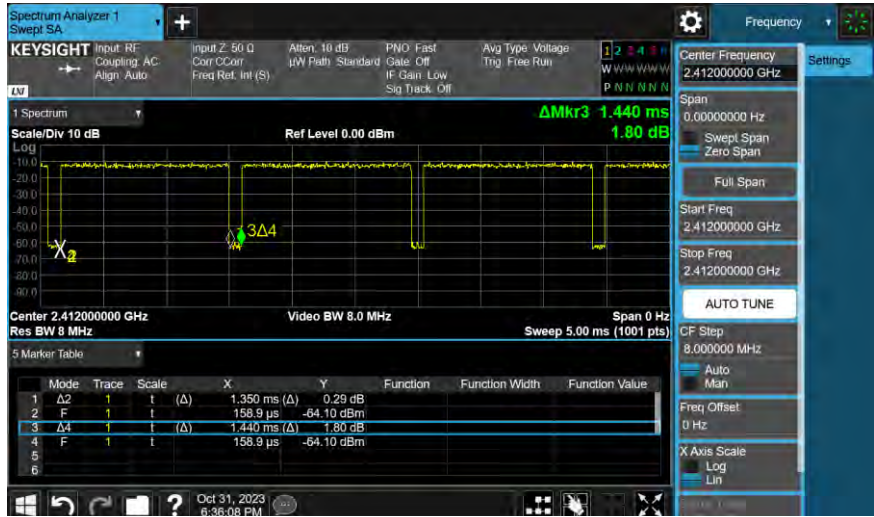 Spectrum Analyzer 1
Swept SA
+
Frequency
KEYSIGHT
Input: RF
Coupling: AC
Align: Auto
Input Z: 50 Ω
Corr CCorr
Freq Ref: Int (S)
Atten: 10 dB
µW Path: Standard
PNO: Fast
Gate: Off
IF Gain: Low
Sig Track: Off
Avg Type: Voltage
Trig: Free Run
1 2 3 4 5 6
W W W W W W
P N N N N N
LXI
Center Frequency
2.412000000 GHz
Settings
Span
0.00000000 Hz
Swept Span
Zero Span
Full Span
Start Freq
2.412000000 GHz
Stop Freq
2.412000000 GHz
AUTO TUNE
CF Step
8.000000 MHz
Auto
Man
Freq Offset
0 Hz
X Axis Scale
Log
Lin
1 Spectrum
ΔMkr3 1.440 ms
Scale/Div 10 dB
Ref Level 0.00 dBm
1.80 dB
Log
-10.0
-20.0
-30.0
-40.0
-50.0
-60.0
-70.0
-80.0
-90.0
3Δ4
Center 2.412000000 GHz
Video BW 8.0 MHz
Span 0 Hz
Res BW 8 MHz
Sweep 5.00 ms (1001 pts)
5 Marker Table
Mode Trace Scale X Y Function Function Width Function Value
1 Δ2 1 t (Δ) 1.350 ms (Δ) 0.29 dB
2 F 1 t 158.9 µs -64.10 dBm
3 Δ4 1 t (Δ) 1.440 ms (Δ) 1.80 dB
4 F 1 t 158.9 µs -64.10 dBm
5
6
?
Oct 31, 2023
6:36:08 PM